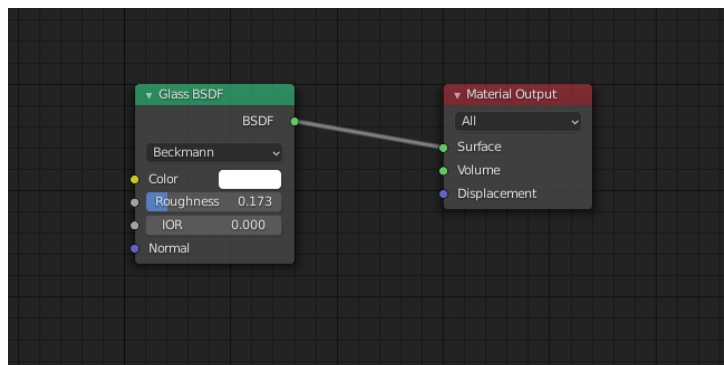 Glass BSDF
BSDF
Beckmann
Color
Roughness 0.173
IOR 0.000
Normal
Material Output
All
Surface
Volume
Displacement